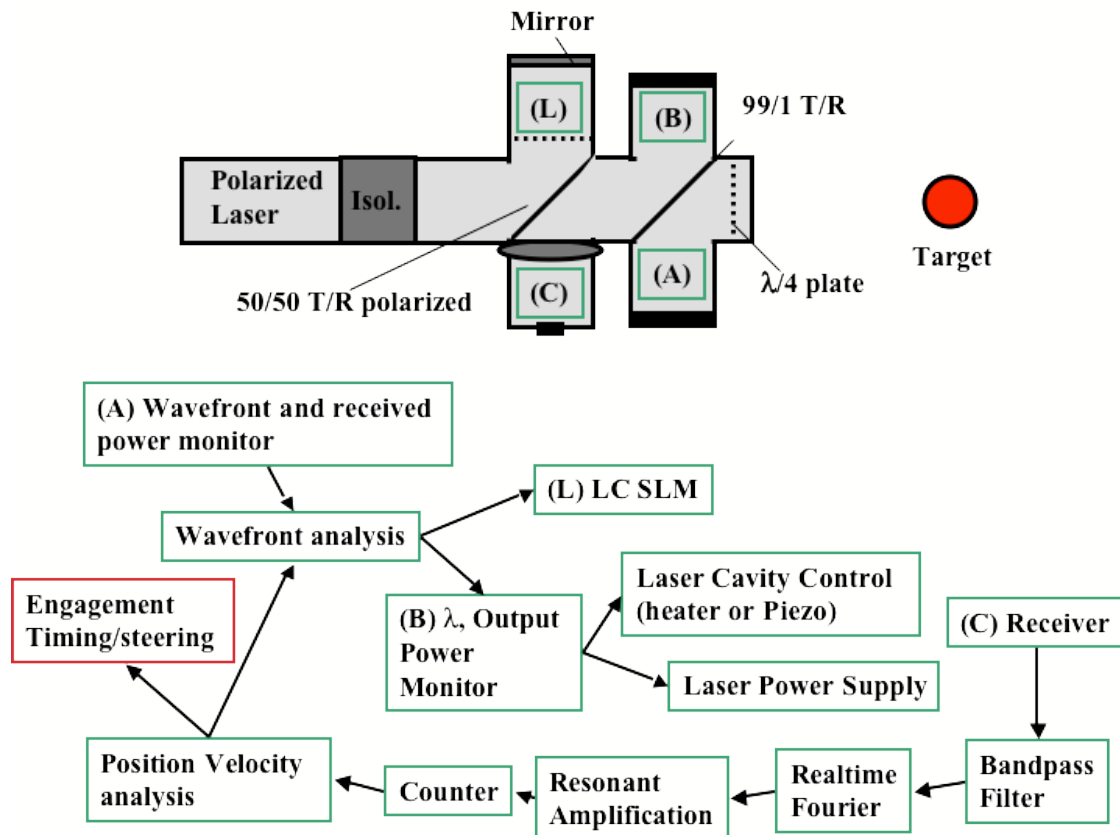 Mirror
(L)
(B)
99/1 T/R
Polarized
Laser
Isol.
Target
50/50 T/R polarized
(C)
(A)
λ/4 plate
(A) Wavefront and received
power monitor
(L) LC SLM
Wavefront analysis
Engagement
Timing/steering
(B) λ, Output
Power
Monitor
Laser Cavity Control
(heater or Piezo)
(C) Receiver
Laser Power Supply
Position Velocity
analysis
Counter
Resonant
Amplification
Realtime
Fourier
Bandpass
Filter